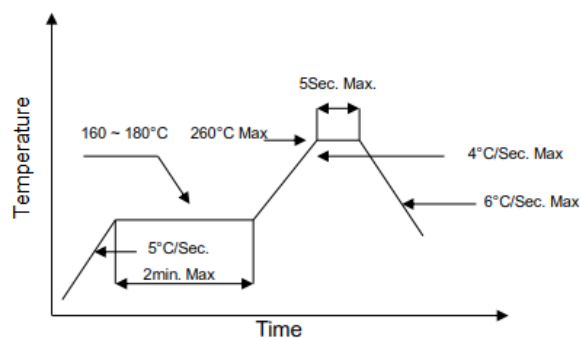 5Sec. Max.
160 ~ 180°C
260°C Max
4°C/Sec. Max
6°C/Sec. Max
5°C/Sec.
2min. Max
Temperature
Time